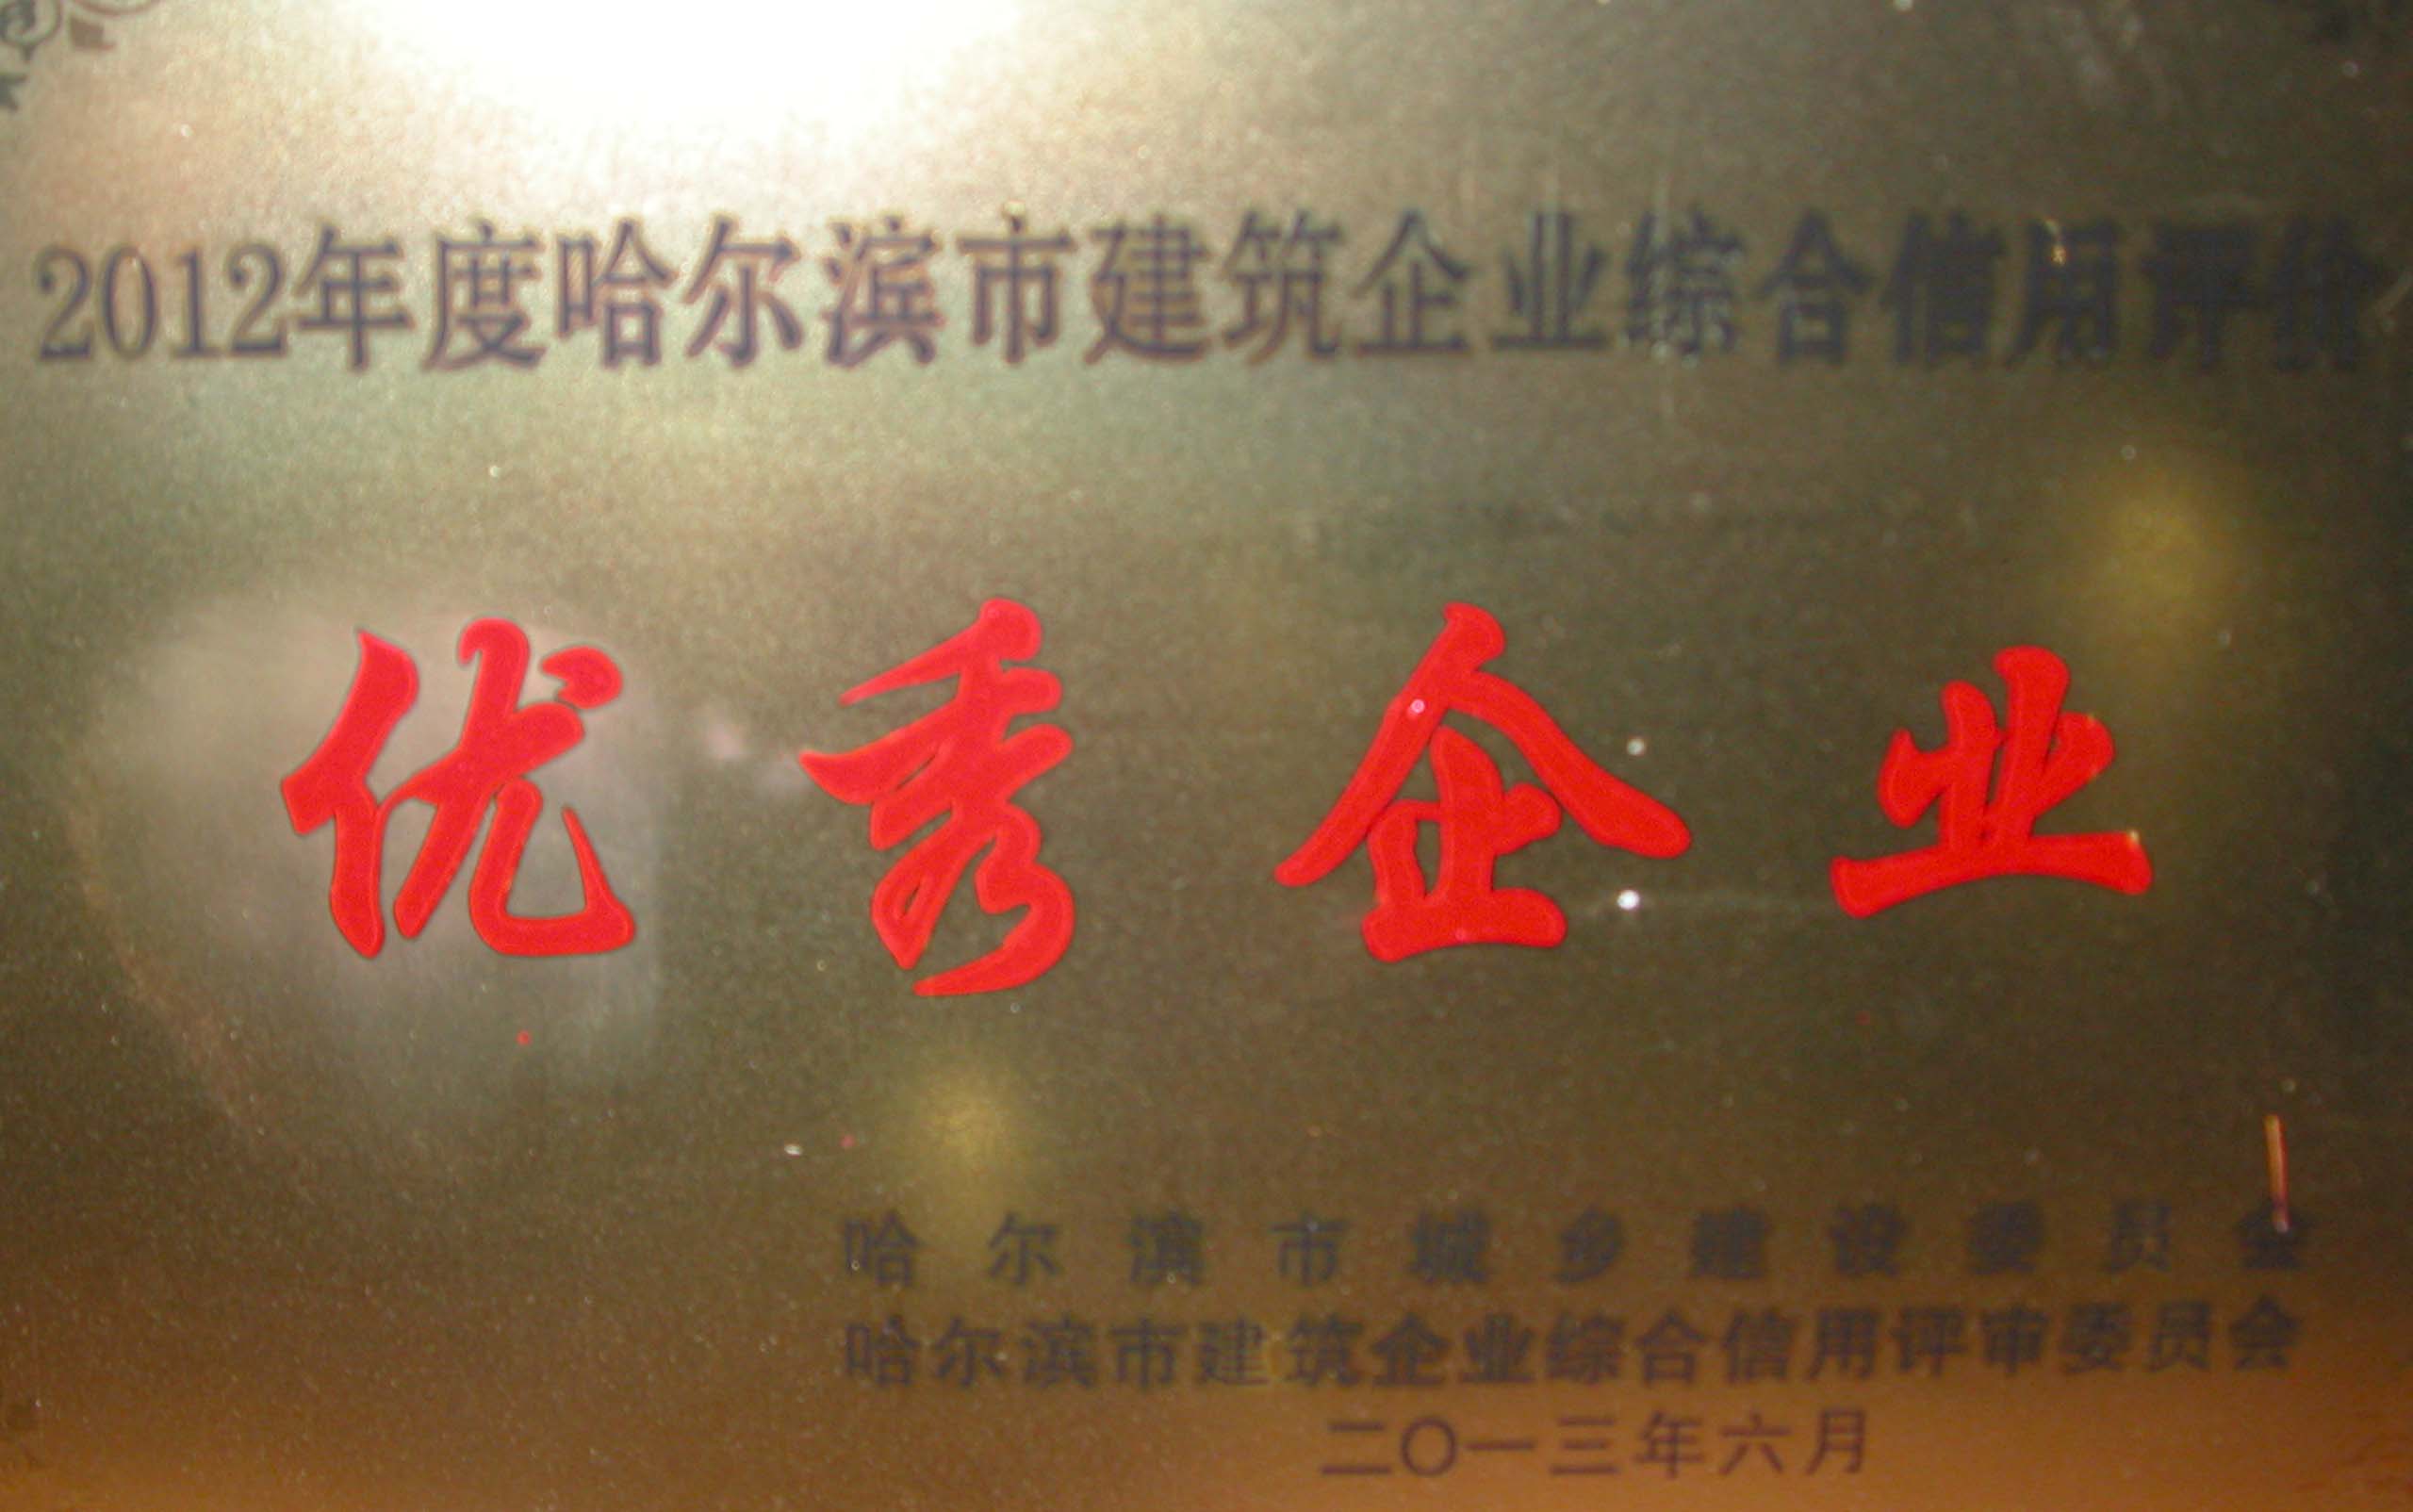 2012年度哈尔滨市建筑企业综合信用评价
优秀企业
哈尔滨市城乡建设委员会
哈尔滨市建筑企业综合信用评审委员会
二〇一三年六月